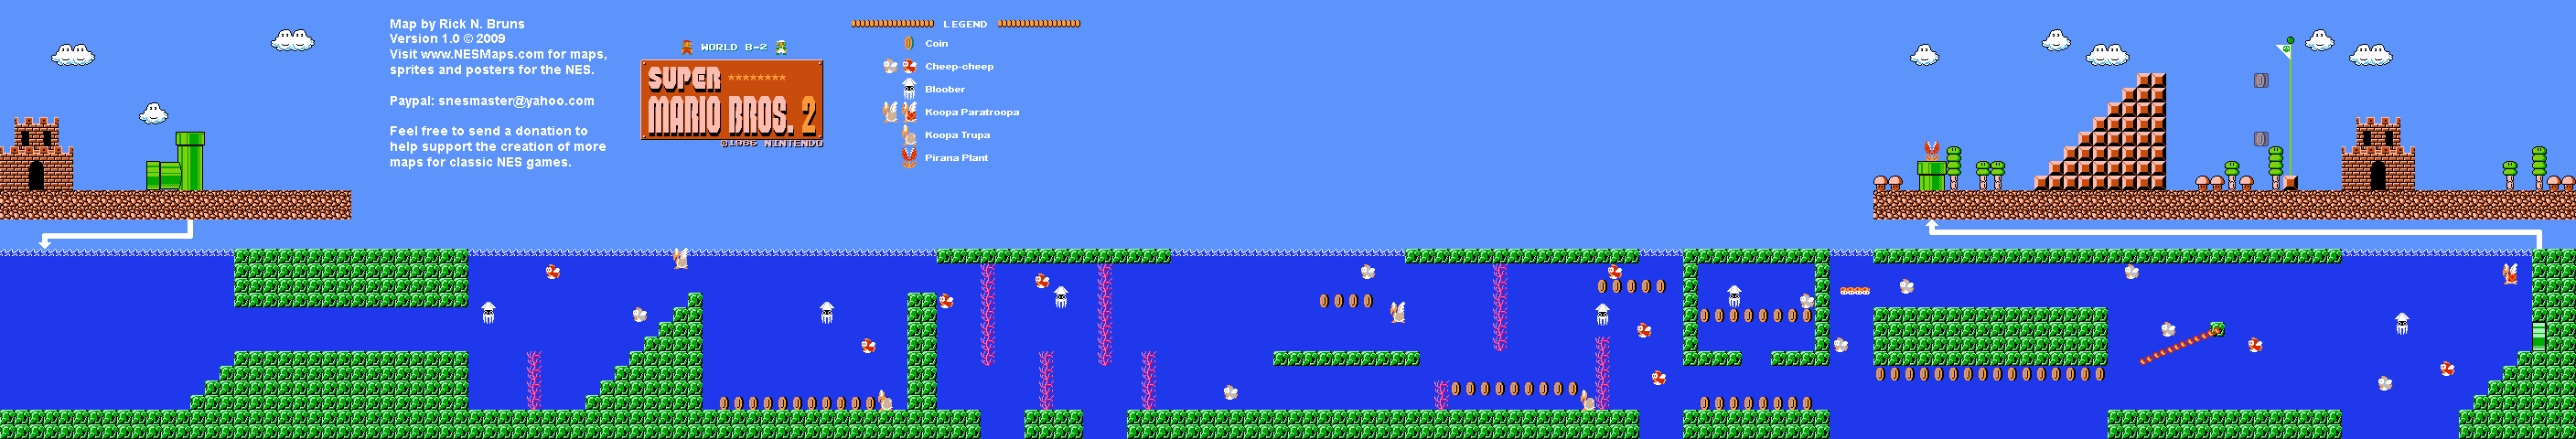 Map by Rick N. Bruns
Version 1.0 © 2009
Visit www.NESMaps.com for maps,
sprites and posters for the NES.
Paypal: snesmaster@yahoo.com
Feel free to send a donation to
help support the creation of more
maps for classic NES games.
WORLD B-2
SUPER
MARIO BROS. 2
©1986 NINTENDO
LEGEND
Coin
Cheep-cheep
Bloober
Koopa Paratroopa
Koopa Trupa
Pirana Plant